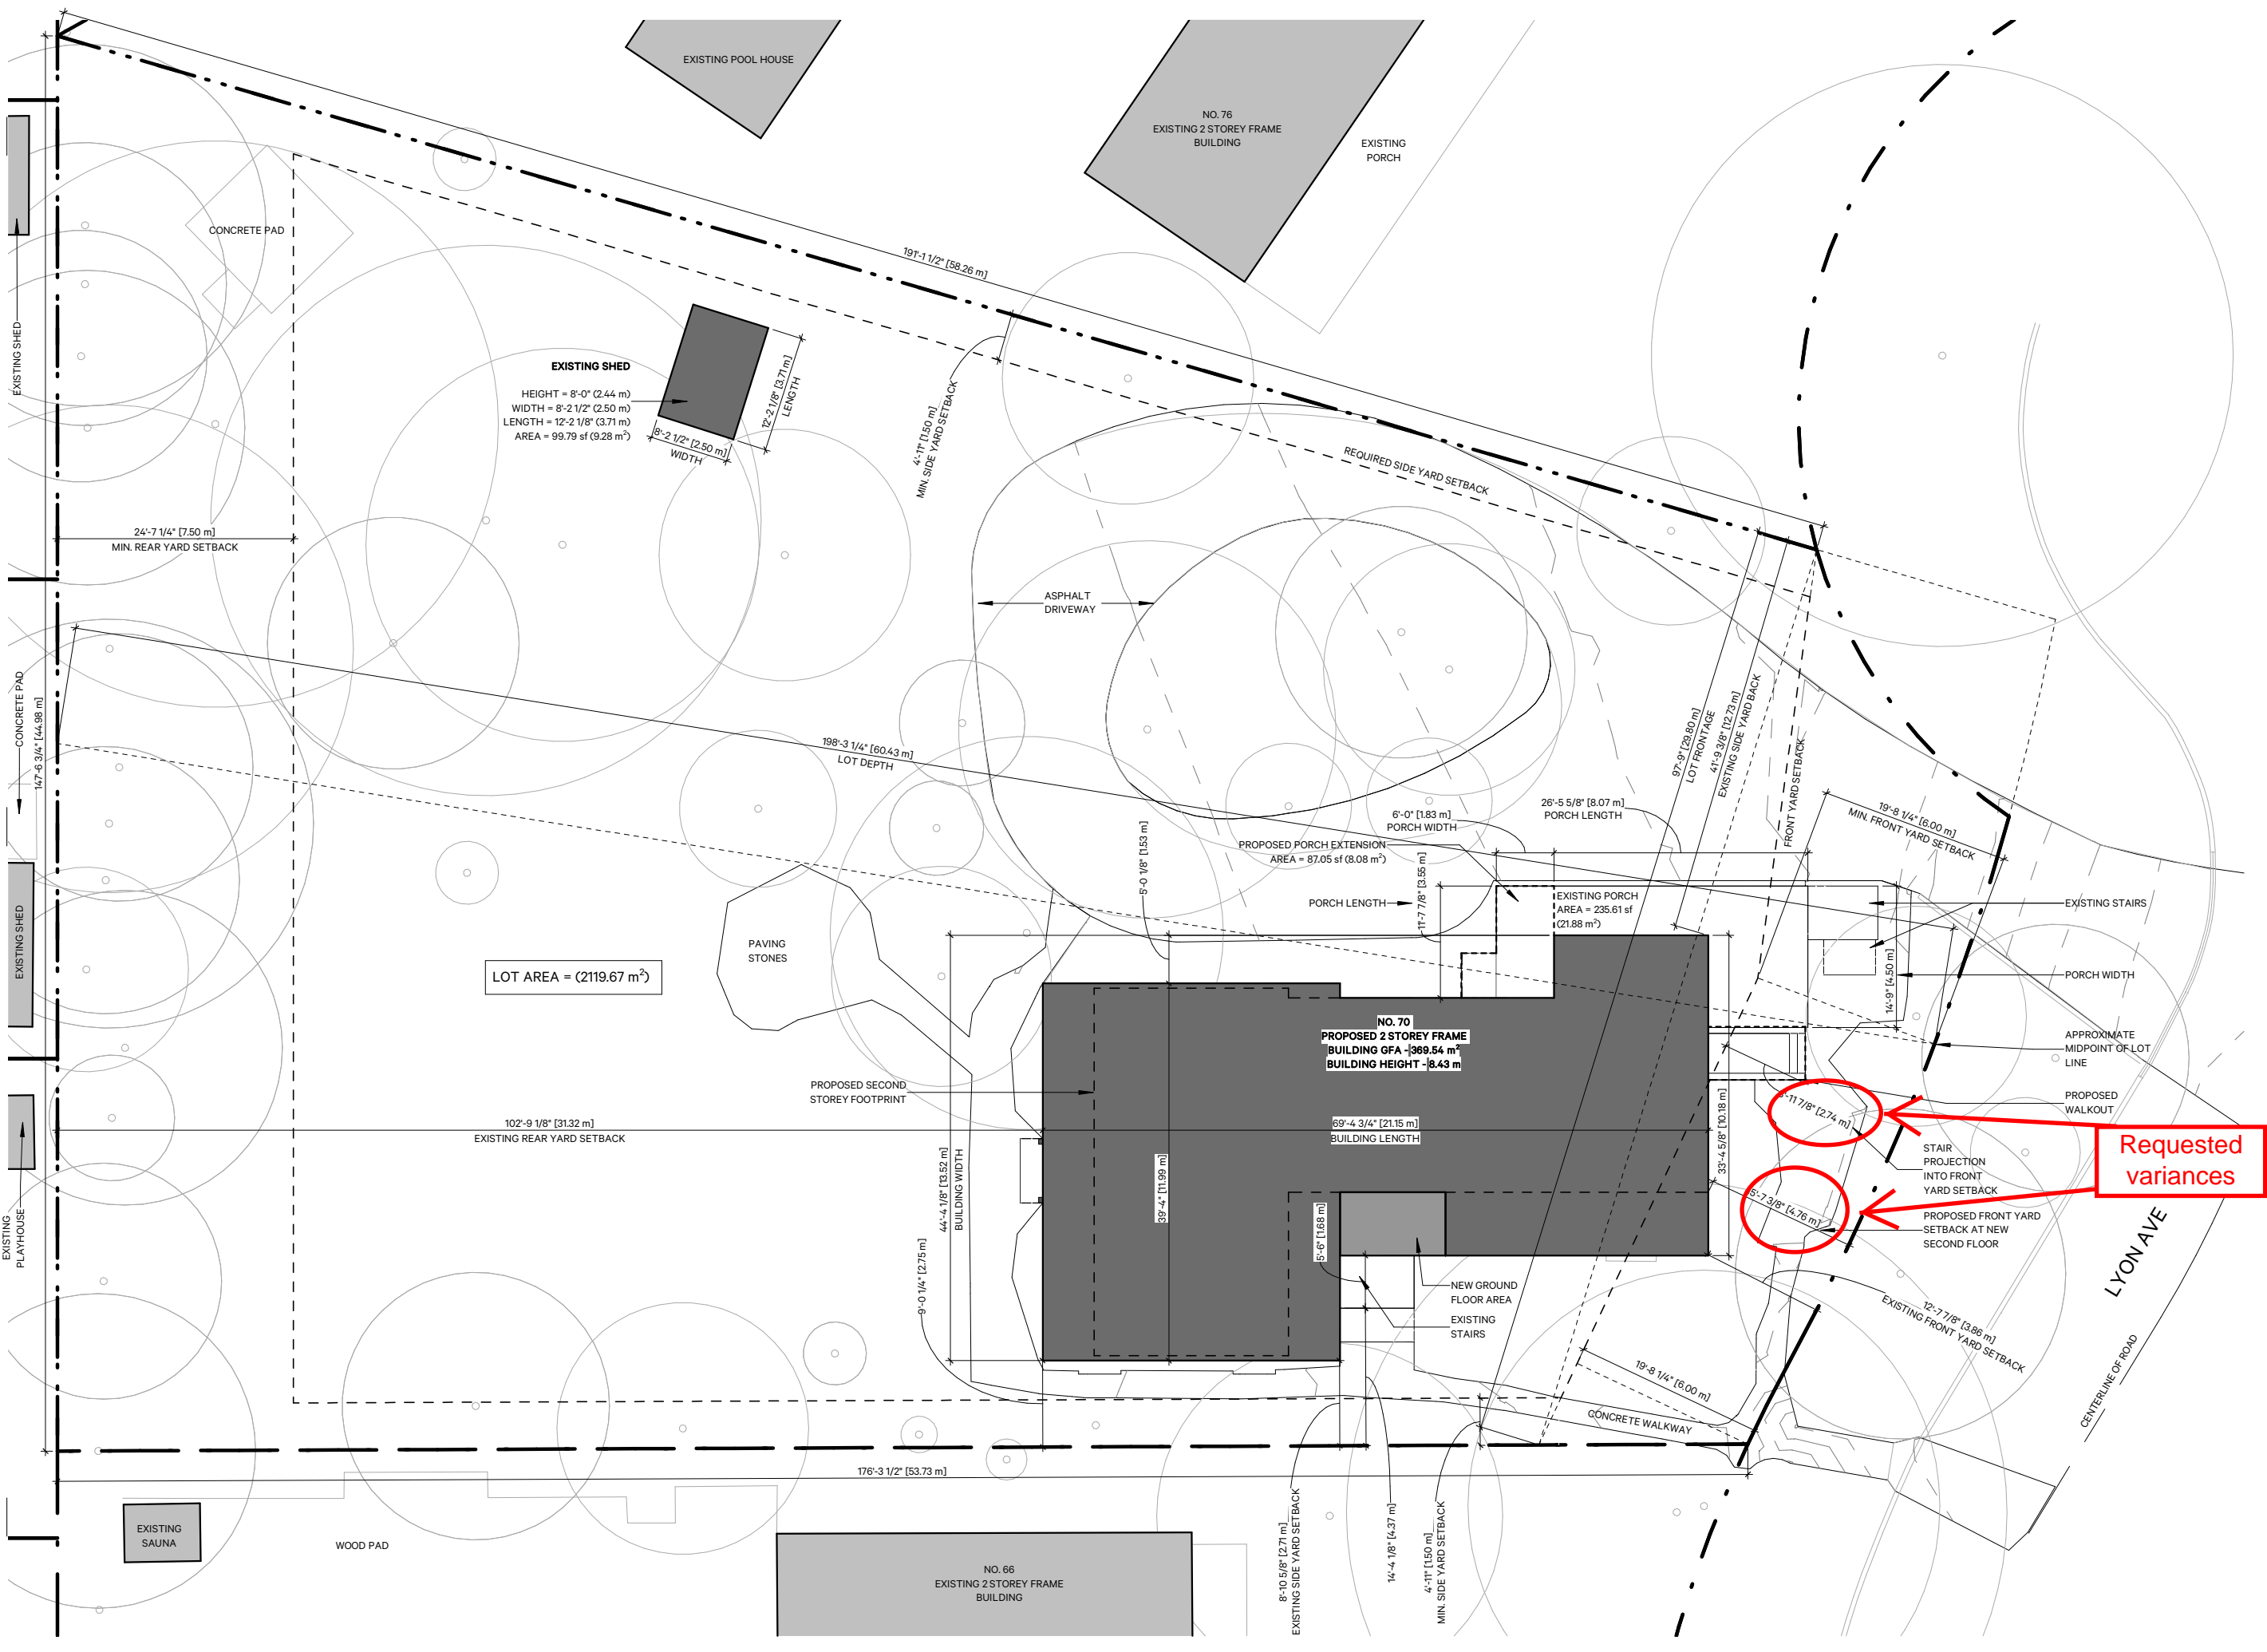 EXISTING POOL HOUSE
NO. 76
EXISTING 2 STOREY FRAME
BUILDING
EXISTING
PORCH
CONCRETE PAD
191'-1 1/2" [58.26 m]
EXISTING SHED
EXISTING SHED
HEIGHT = 8'-0" (2.44 m)
WIDTH = 8'-2 1/2" (2.50 m)
LENGTH = 12'-2 1/8" (3.71 m)
AREA = 99.79 sf (9.28 m²)
12'-2 1/8" [3.71 m]
LENGTH
8'-2 1/2" [2.50 m]
WIDTH
4'-11" [1.50 m]
MIN. SIDE YARD SETBACK
REQUIRED SIDE YARD SETBACK
24'-7 1/4" [7.50 m]
MIN. REAR YARD SETBACK
ASPHALT
DRIVEWAY
CONCRETE PAD
147'-6 3/4" [44.98 m]
198'-3 1/4" [60.43 m]
LOT DEPTH
97'-9" [29.80 m]
LOT FRONTAGE
41'-9 3/8" [12.73 m]
EXISTING SIDE YARD BACK
FRONT YARD SETBACK
19'-8 1/4" [6.00 m]
MIN. FRONT YARD SETBACK
6'-0" [1.83 m]
PORCH WIDTH
26'-5 5/8" [8.07 m]
PORCH LENGTH
5'-0 1/8" [1.53 m]
PROPOSED PORCH EXTENSION
AREA = 87.05 sf (8.08 m²)
PORCH LENGTH
11'-7 7/8" [3.55 m]
EXISTING PORCH
AREA = 235.61 sf
(21.88 m²)
EXISTING STAIRS
PORCH WIDTH
14'-9" [4.50 m]
EXISTING SHED
PAVING
STONES
LOT AREA = (2119.67 m²)
NO. 70
PROPOSED 2 STOREY FRAME
BUILDING GFA - 369.54 m²
BUILDING HEIGHT - 8.43 m
APPROXIMATE
MIDPOINT OF LOT
LINE
PROPOSED SECOND
STOREY FOOTPRINT
PROPOSED
WALKOUT
-11 7/8" [2.74 m]
102'-9 1/8" [31.32 m]
EXISTING REAR YARD SETBACK
69'-4 3/4" [21.15 m]
BUILDING LENGTH
33'-4 5/8" [10.18 m]
Requested
variances
STAIR
PROJECTION
INTO FRONT
YARD SETBACK
44'-4 1/8" [13.52 m]
BUILDING WIDTH
39'-4" [11.99 m]
5'-7 3/8" [4.76 m]
PROPOSED FRONT YARD
SETBACK AT NEW
SECOND FLOOR
EXISTING
PLAYHOUSE
5'-6" [1.68 m]
LYON AVE
9'-0 1/4" [2.75 m]
NEW GROUND
FLOOR AREA
EXISTING
STAIRS
12'-7 7/8" [3.86 m]
EXISTING FRONT YARD SETBACK
19'-8 1/4" [6.00 m]
CENTERLINE OF ROAD
CONCRETE WALKWAY
176'-3 1/2" [53.73 m]
EXISTING
SAUNA
WOOD PAD
NO. 66
EXISTING 2 STOREY FRAME
BUILDING
8'-10 5/8" [2.71 m]
EXISTING SIDE YARD SETBACK
14'-4 1/8" [4.37 m]
4'-11" [1.50 m]
MIN. SIDE YARD SETBACK